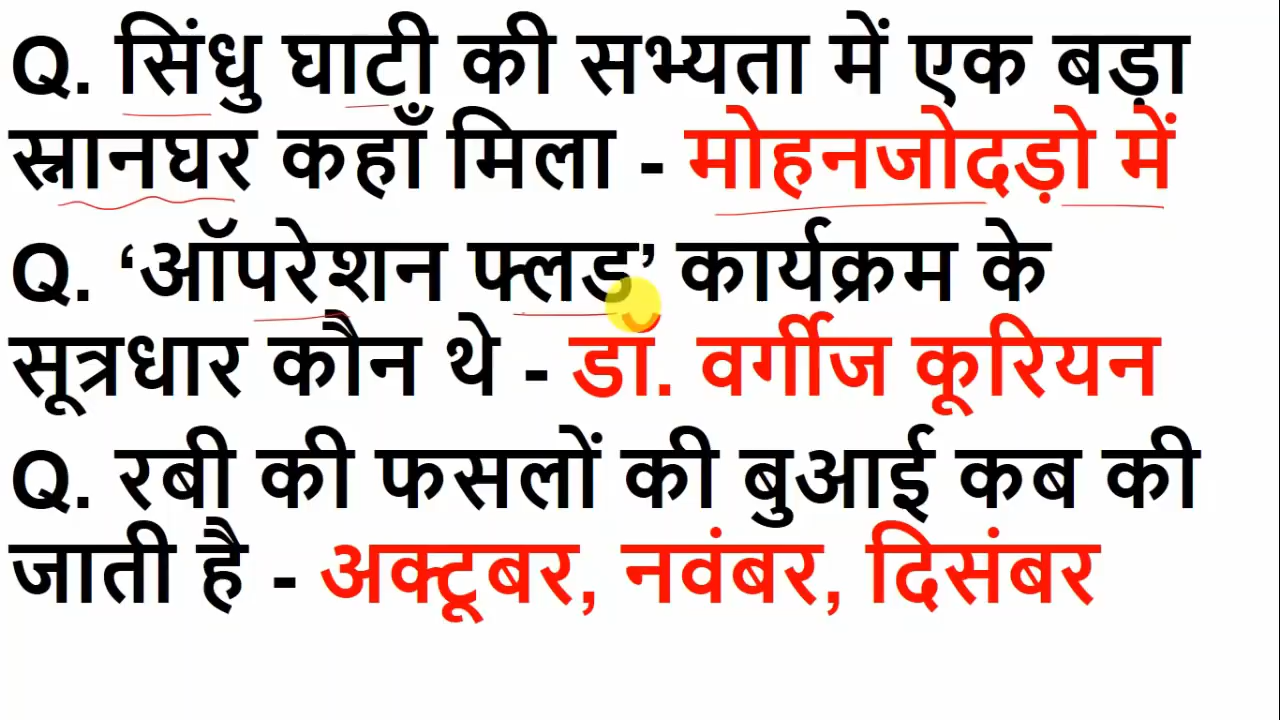 Q. सिंधु घाटी की सभ्यता में एक बड़ा
स्नानघर कहाँ मिला - मोहनजोदड़ो में
Q. ‘ऑपरेशन फ्लड’ कार्यक्रम के
सूत्रधार कौन थे - डॉ. वर्गीज कूरियन
Q. रबी की फसलों की बुआई कब की
जाती है - अक्टूबर, नवंबर, दिसंबर